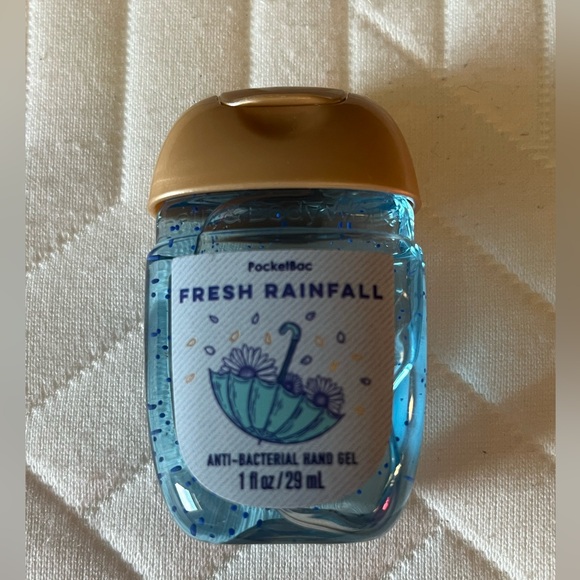 PocketBac
FRESH RAINFALL
ANTI-BACTERIAL HAND GEL
1 fl oz / 29 mL